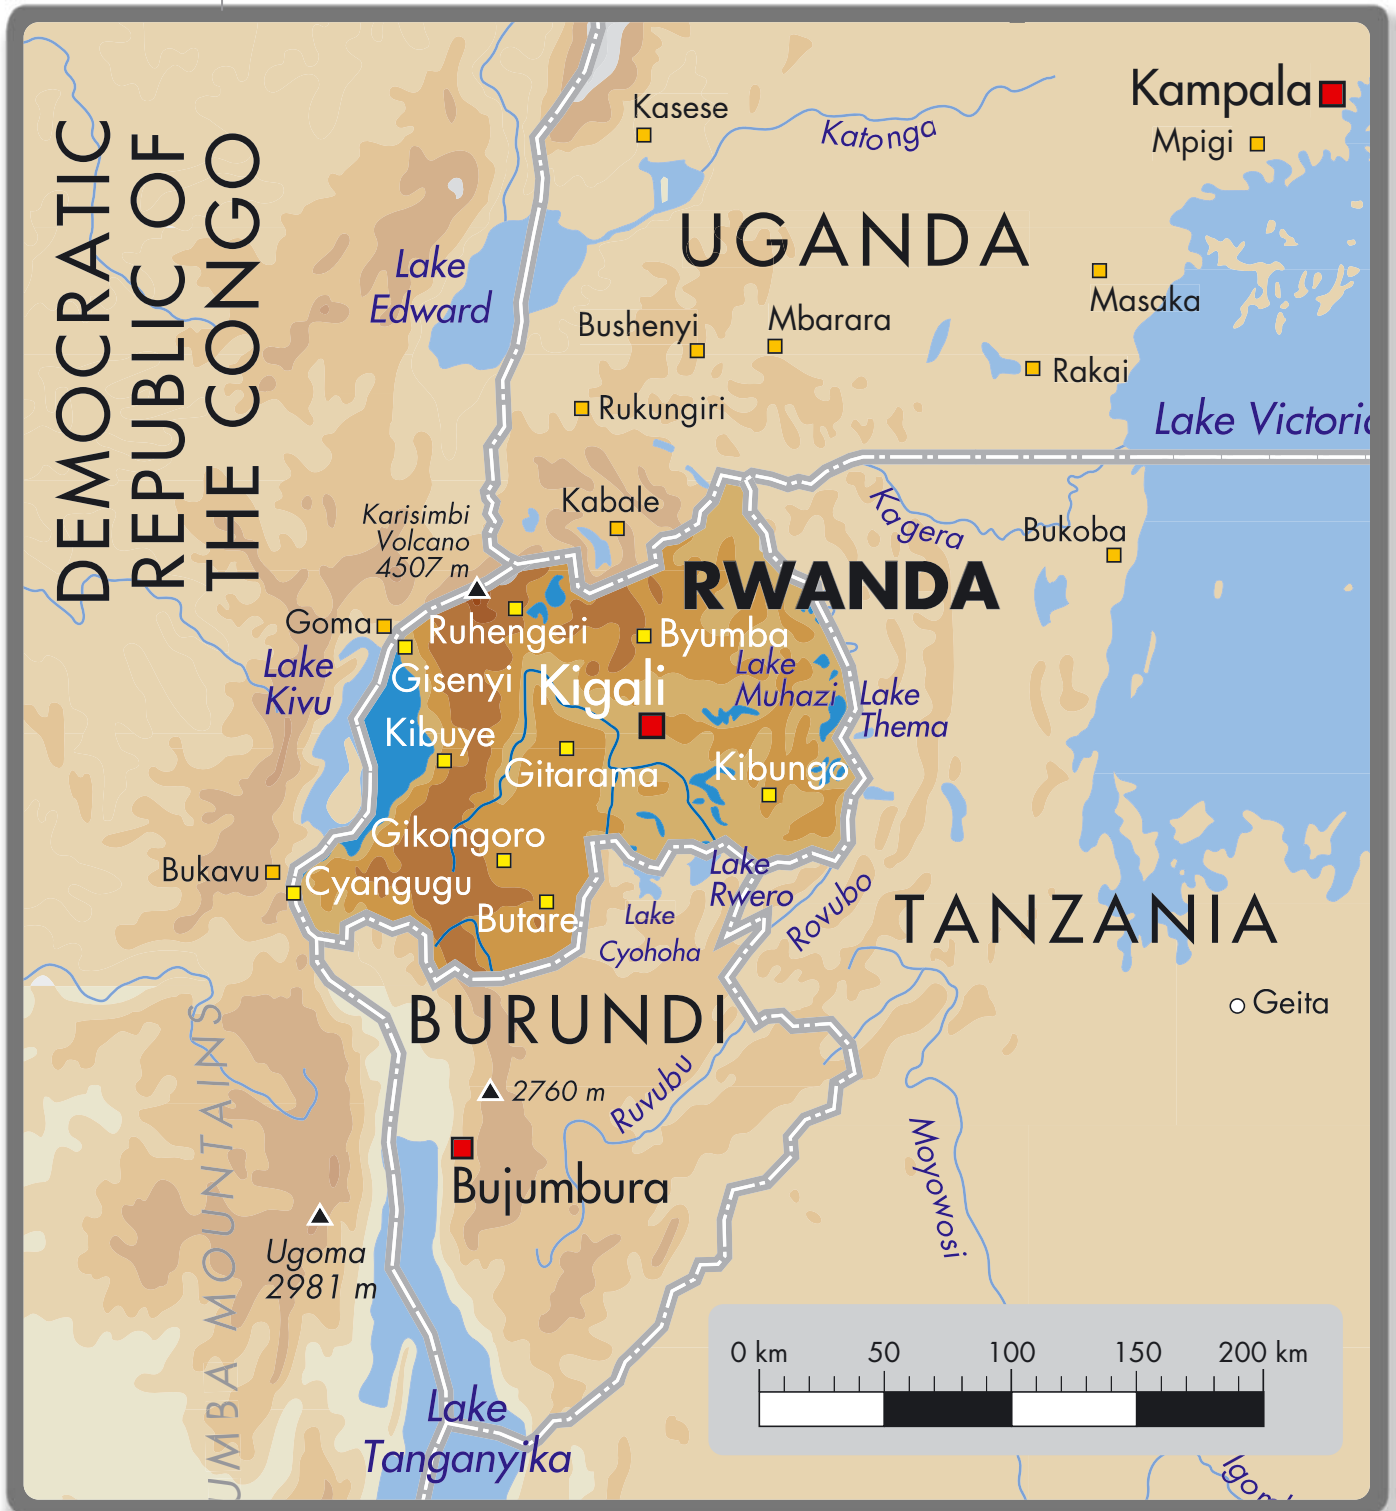 Kampala
Kasese
Katonga
Mpigi
DEMOCRATIC
REPUBLIC OF
THE CONGO
UGANDA
Lake
Edward
Masaka
Bushenyi
Mbarara
Rakai
Rukungiri
Lake Victoria
Kabale
Karisimbi
Volcano
4507 m
Kagera
Bukoba
RWANDA
Goma
Ruhengeri
Byumba
Lake
Kivu
Gisenyi
Kigali
Lake
Muhazi
Lake
Thema
Kibuye
Gitarama
Kibungo
Gikongoro
Bukavu
Cyangugu
Lake
Rwero
Butare
Lake
Cyohoha
Rovubo
TANZANIA
Geita
BURUNDI
2760 m
Ruvubu
Bujumbura
Moyowosi
UMBA MOUNTAINS
Ugoma
2981 m
0 km
50
100
150
200 km
Lake
Tanganyika